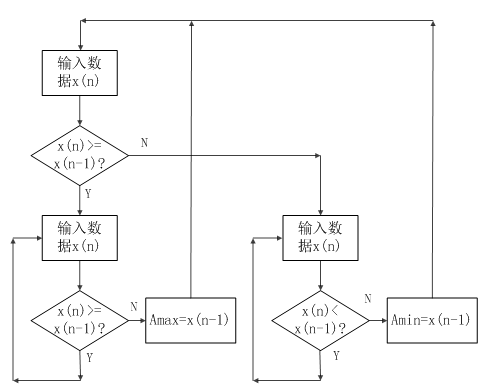 输入数
据x(n)
x(n)>=
x(n-1)?
N
Y
输入数
据x(n)
输入数
据x(n)
x(n)>=
x(n-1)?
N
Amax=x(n-1)
Y
x(n)<
x(n-1)?
N
Amin=x(n-1)
Y